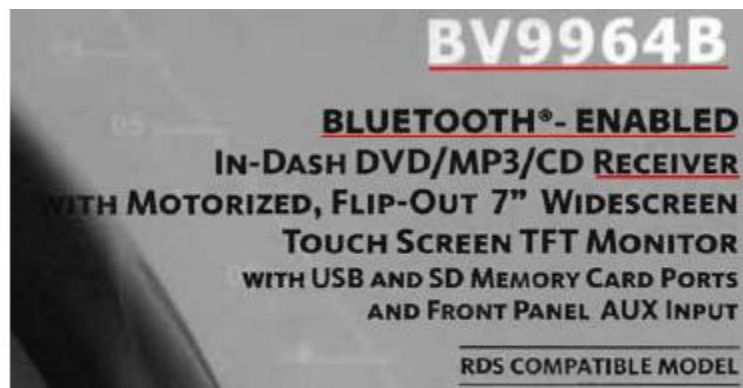 BV9964B
BLUETOOTH®- ENABLED
IN-DASH DVD/MP3/CD RECEIVER
WITH MOTORIZED, FLIP-OUT 7” WIDESCREEN
TOUCH SCREEN TFT MONITOR
WITH USB AND SD MEMORY CARD PORTS
AND FRONT PANEL AUX INPUT
RDS COMPATIBLE MODEL